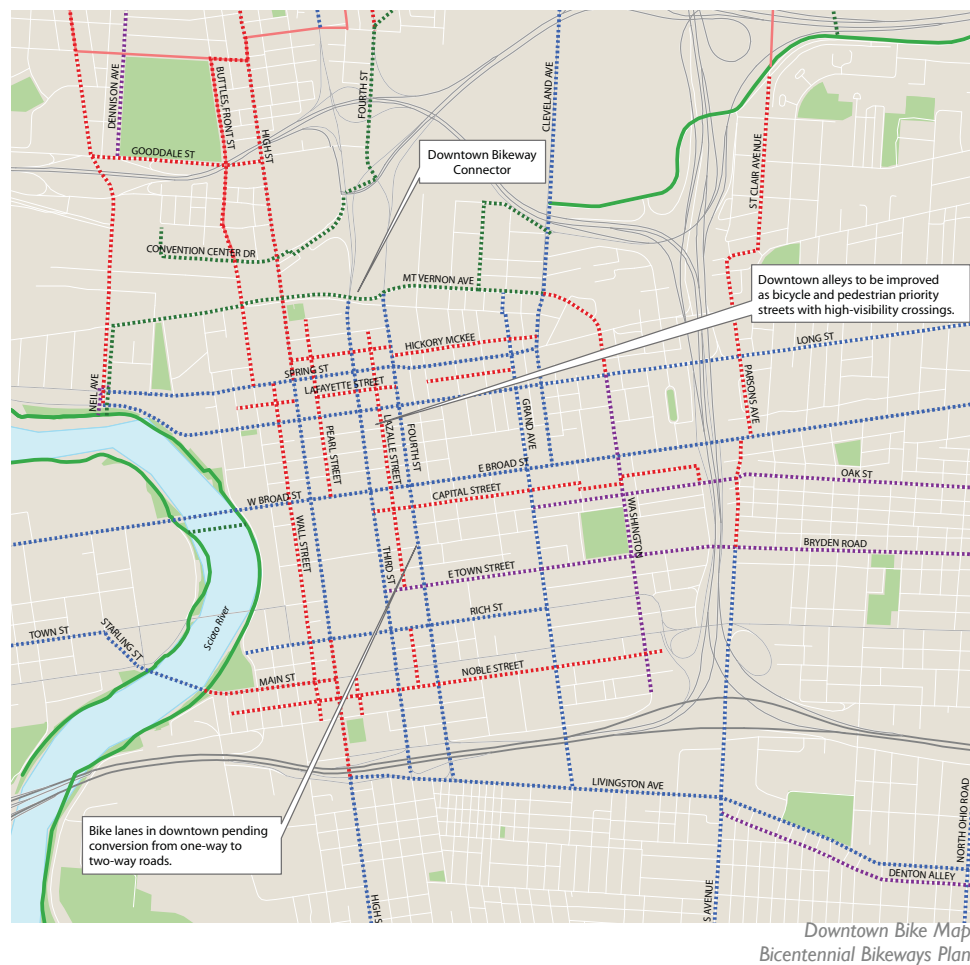 DENNISON AVE
BUTTLES, FRONT ST
HIGH ST
FOURTH ST
CLEVELAND AVE
ST CLAIR AVENUE
GOODDALE ST
Downtown Bikeway
Connector
CONVENTION CENTER DR
MT VERNON AVE
Downtown alleys to be improved
as bicycle and pedestrian priority
streets with high-visibility crossings.
HICKORY MCKEE
LONG ST
SPRING ST
LAFAYETTE STREET
NEIL AVE
PARSONS AVE
PEARL STREET
LAZALLE STREET
FOURTH ST
GRAND AVE
E BROAD ST
OAK ST
W BROAD ST
CAPITAL STREET
WALL STREET
WASHINGTON
BRYDEN ROAD
THIRD ST
E TOWN STREET
RICH ST
TOWN ST
STARLING ST
Scioto River
MAIN ST
NOBLE STREET
LIVINGSTON AVE
NORTH OHIO ROAD
Bike lanes in downtown pending
conversion from one-way to
two-way roads.
DENTON ALLEY
HIGH S
S AVENUE
Downtown Bike Map
Bicentennial Bikeways Plan